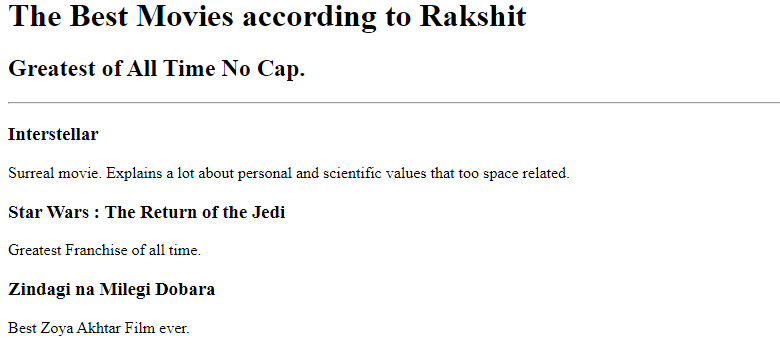 The Best Movies according to Rakshit
Greatest of All Time No Cap.
Interstellar
Surreal movie. Explains a lot about personal and scientific values that too space related.
Star Wars : The Return of the Jedi
Greatest Franchise of all time.
Zindagi na Milegi Dobara
Best Zoya Akhtar Film ever.